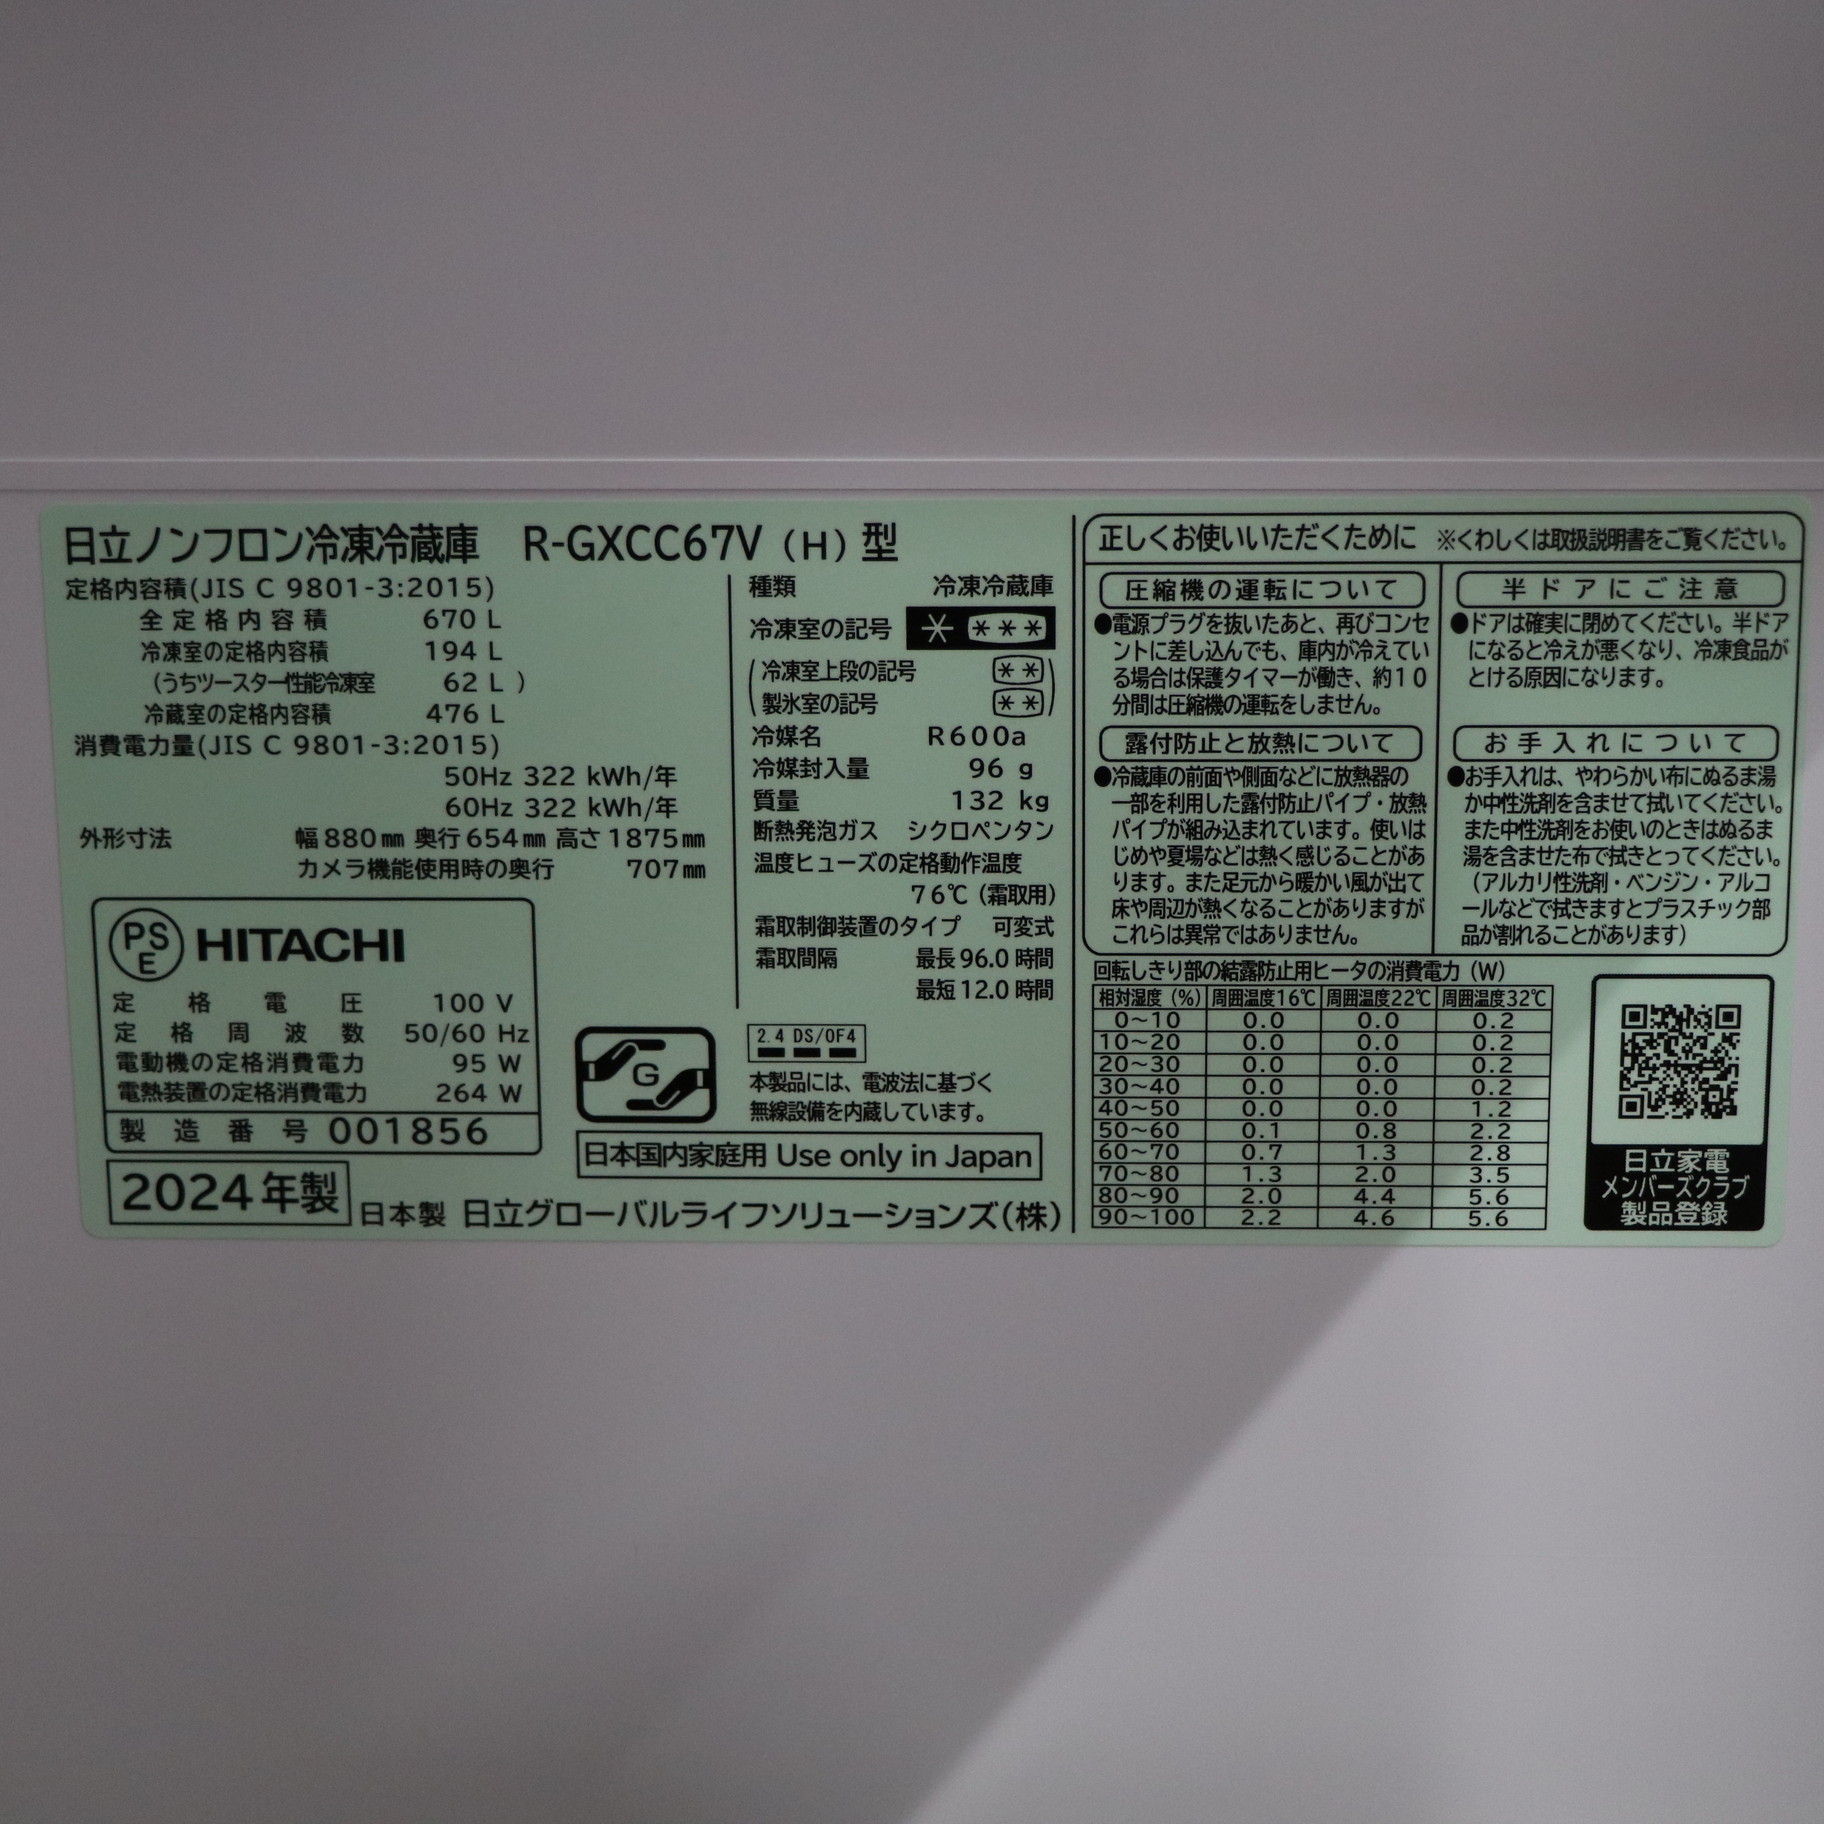 日立ノンフロン冷凍冷蔵庫 R-GXCC67V (H) 型
定格内容積(JIS C 9801-3:2015)
全定格内容積 670 L
冷凍室の定格内容積 194 L
(うちツースター性能冷凍室 62 L )
冷蔵室の定格内容積 476 L
消費電力量(JIS C 9801-3:2015)
50Hz 322 kWh/年
60Hz 322 kWh/年
外形寸法 幅880㎜ 奥行654㎜ 高さ1875㎜
カメラ機能使用時の奥行 707㎜
PS
E
HITACHI
定格電圧 100 V
定格周波数 50/60 Hz
電動機の定格消費電力 95 W
電熱装置の定格消費電力 264 W
製造番号 001856
2024年製
日本製 日立グローバルライフソリューションズ(株)
種類 冷凍冷蔵庫
冷凍室の記号 * ***
(冷凍室上段の記号 **
製氷室の記号 **)
冷媒名 R600a
冷媒封入量 96 g
質量 132 kg
断熱発泡ガス シクロペンタン
温度ヒューズの定格動作温度
76℃ (霜取用)
霜取制御装置のタイプ 可変式
霜取間隔 最長96.0時間
最短12.0時間
G
2.4 DS/OF4
本製品には、電波法に基づく
無線設備を内蔵しています。
日本国内家庭用 Use only in Japan
正しくお使いいただくために ※くわしくは取扱説明書をご覧ください。
圧縮機の運転について
●電源プラグを抜いたあと、再びコンセ
ントに差し込んでも、庫内が冷えてい
る場合は保護タイマーが働き、約10
分間は圧縮機の運転をしません。
露付防止と放熱について
●冷蔵庫の前面や側面などに放熱器の
一部を利用した露付防止パイプ・放熱
パイプが組み込まれています。使いは
じめや夏場などは熱く感じることがあ
ります。また足元から暖かい風が出て
床や周辺が熱くなることがありますが
これらは異常ではありません。
半ドアにご注意
●ドアは確実に閉めてください。半ドア
になると冷えが悪くなり、冷凍食品が
とける原因になります。
お手入れについて
●お手入れは、やわらかい布にぬるま湯
か中性洗剤を含ませて拭いてください。
また中性洗剤をお使いのときはぬるま
湯を含ませた布で拭きとってください。
(アルカリ性洗剤・ベンジン・アルコ
ールなどで拭きますとプラスチック部
品が割れることがあります)
回転しきり部の結露防止用ヒータの消費電力 (W)
相対湿度 (%) 周囲温度16℃ 周囲温度22℃ 周囲温度32℃
0~10 0.0 0.0 0.2
10~20 0.0 0.0 0.2
20~30 0.0 0.0 0.2
30~40 0.0 0.0 0.2
40~50 0.0 0.0 1.2
50~60 0.1 0.8 2.2
60~70 0.7 1.3 2.8
70~80 1.3 2.0 3.5
80~90 2.0 4.4 5.6
90~100 2.2 4.6 5.6
日立家電
メンバーズクラブ
製品登録